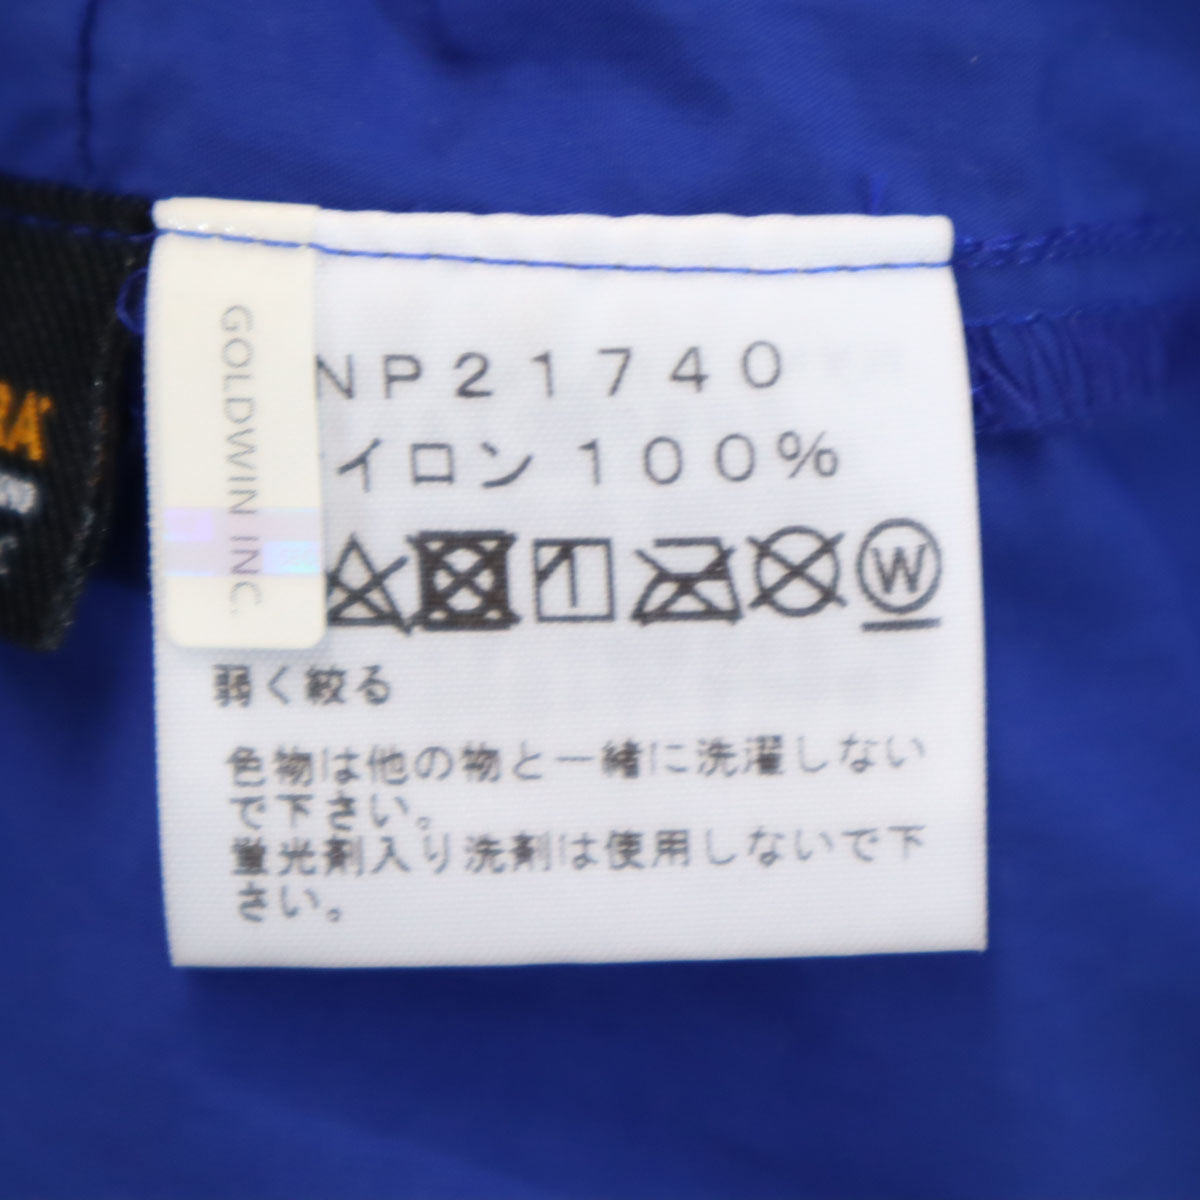 GOLDWIN INC.
NP21740
イロン 100%
W
弱く絞る
色物は他の物と一緒に洗濯しない
で下さい。
蛍光剤入り洗剤は使用しないで下
さい。
RA